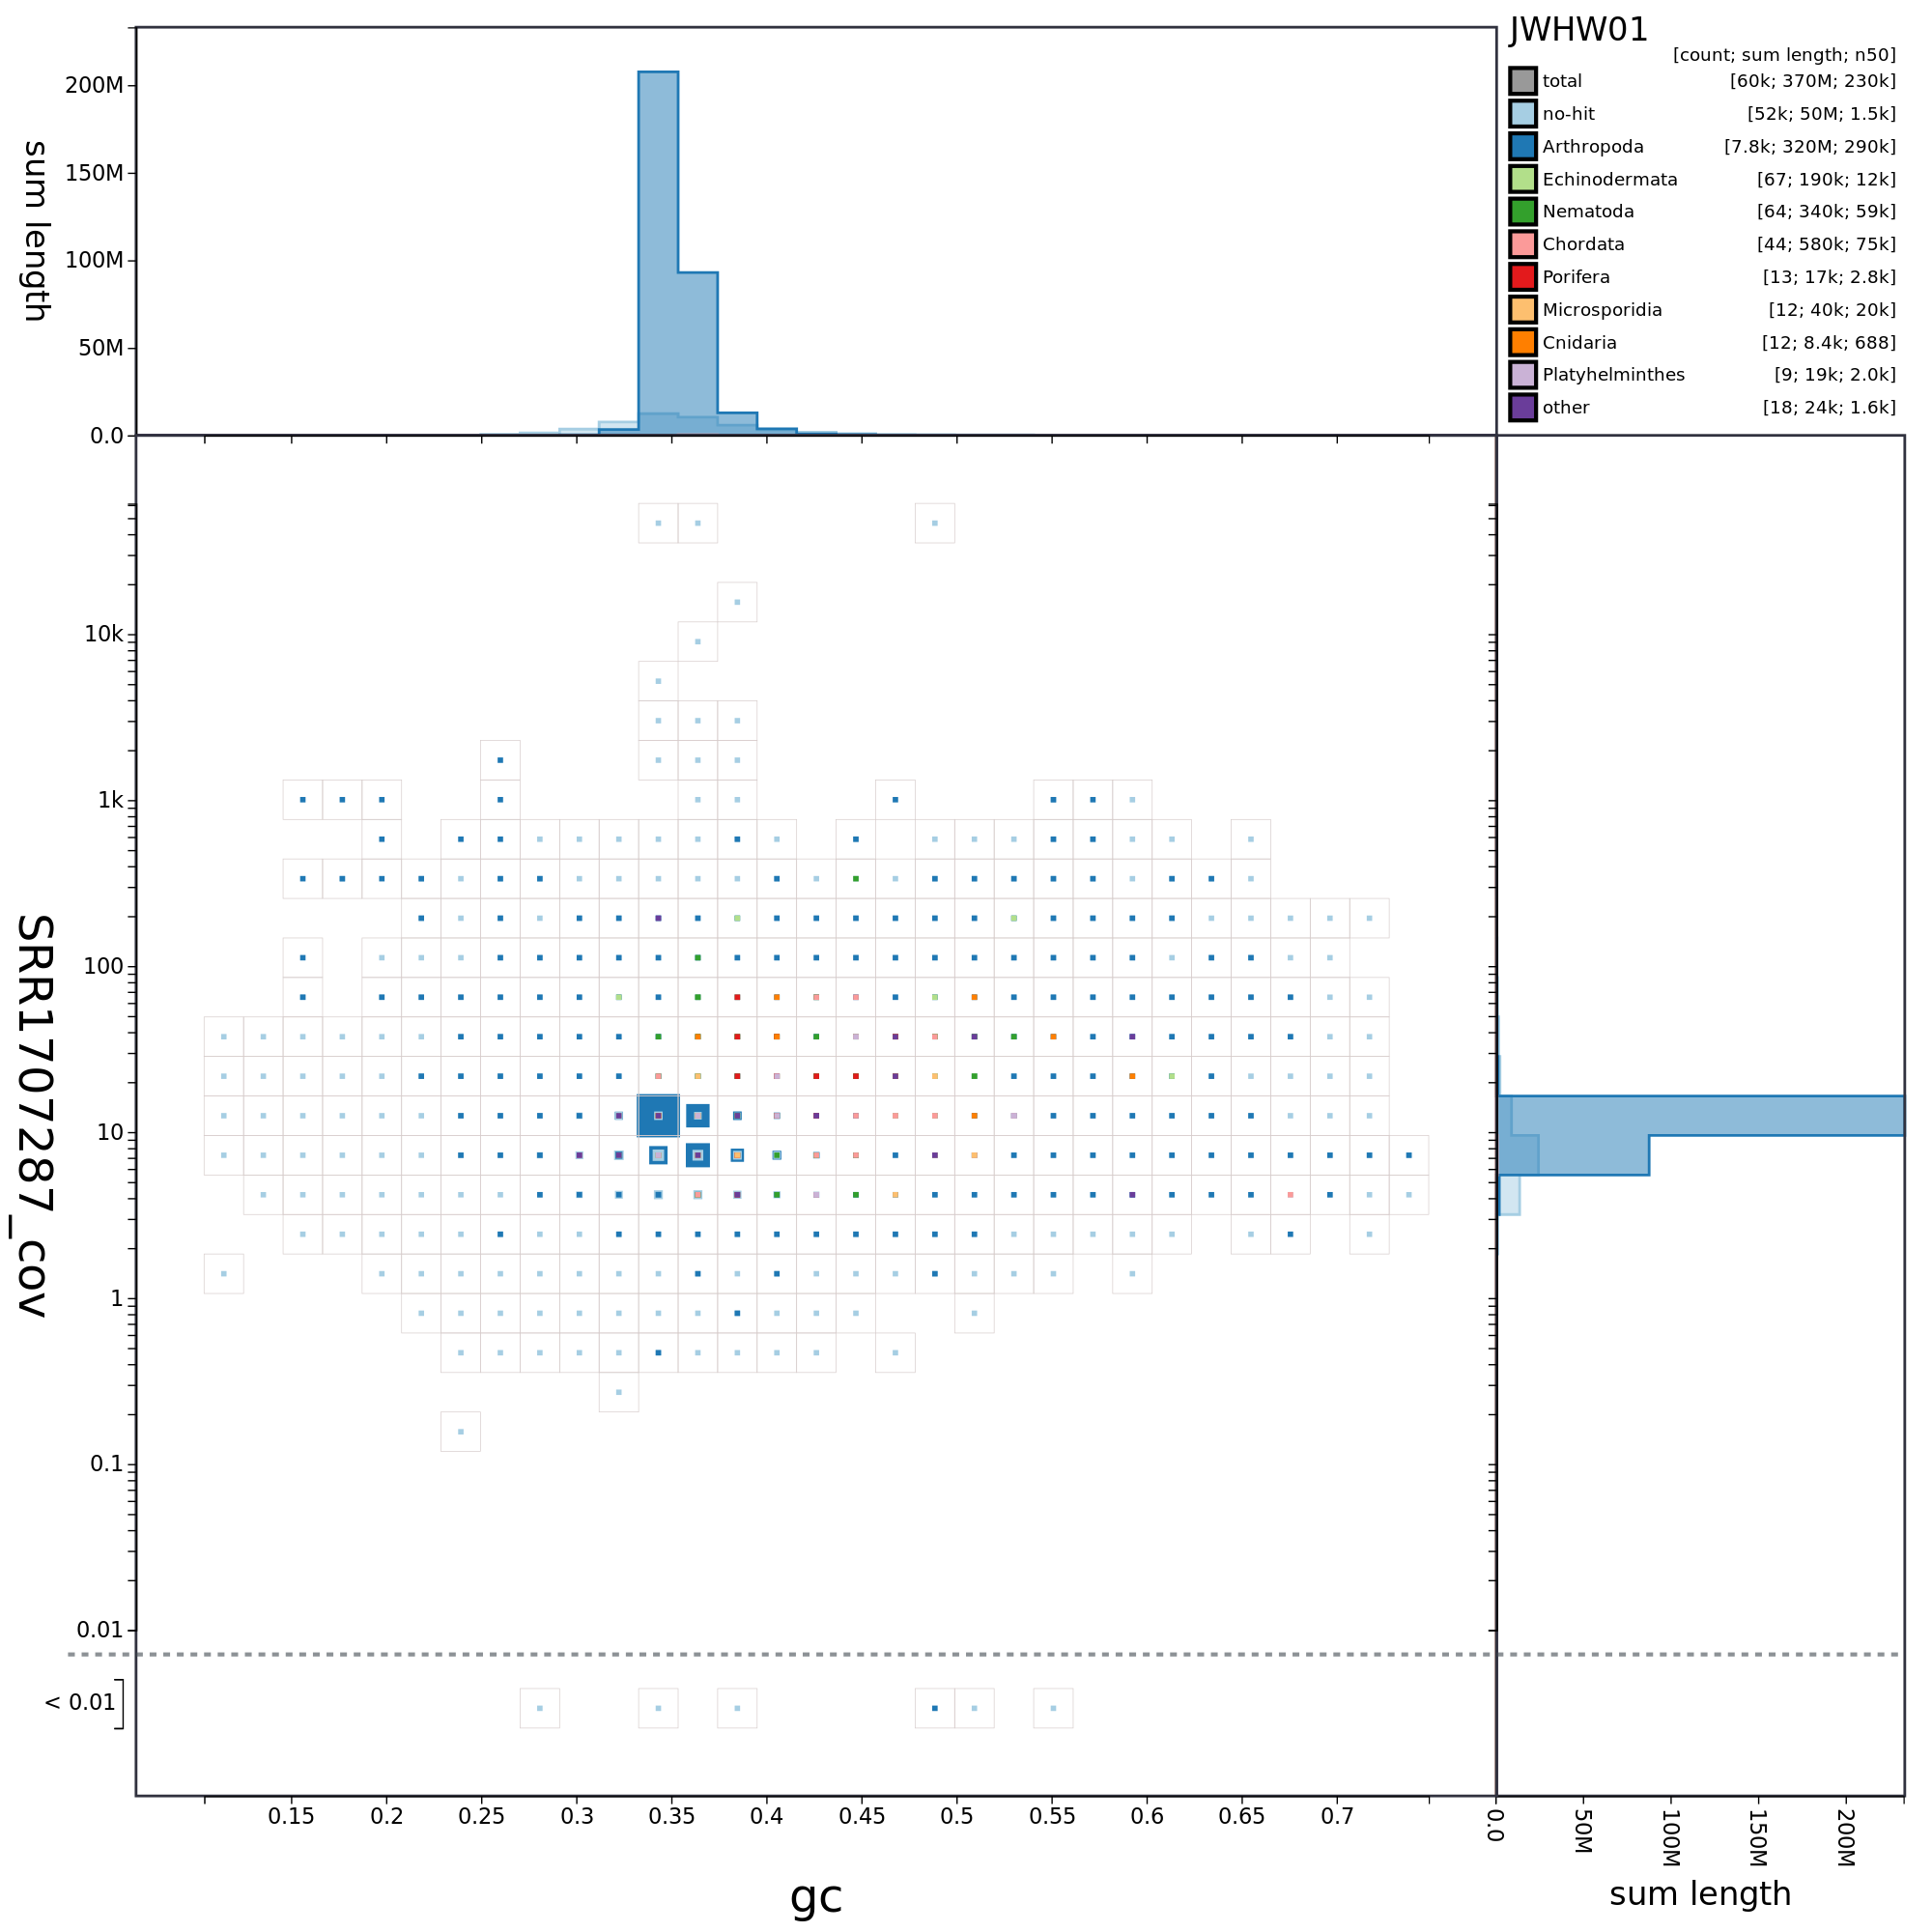 JWHW01
[count; sum length; n50]
total [60k; 370M; 230k]
no-hit [52k; 50M; 1.5k]
Arthropoda [7.8k; 320M; 290k]
Echinodermata [67; 190k; 12k]
Nematoda [64; 340k; 59k]
Chordata [44; 580k; 75k]
Porifera [13; 17k; 2.8k]
Microsporidia [12; 40k; 20k]
Cnidaria [12; 8.4k; 688]
Platyhelminthes [9; 19k; 2.0k]
other [18; 24k; 1.6k]
sum length
200M
150M
100M
50M
0.0
SRR1707287_cov
10k
1k
100
10
1
0.1
0.01
< 0.01
0.15 0.2 0.25 0.3 0.35 0.4 0.45 0.5 0.55 0.6 0.65 0.7
gc
0.0 50M 100M 150M 200M
sum length